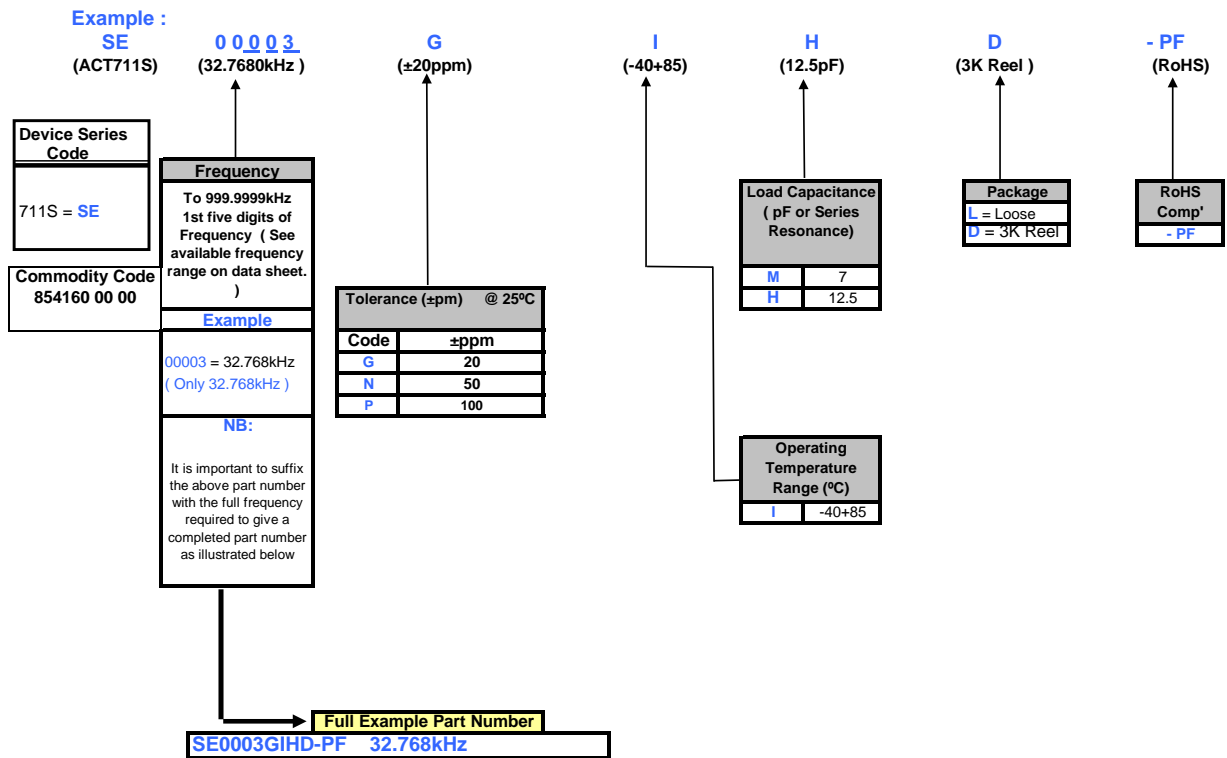 Example :
SE 0 0 0 0 3 G I H D - PF
(ACT711S) (32.7680kHz ) (±20ppm) (-40+85) (12.5pF) (3K Reel ) (RoHS)
Device Series
Code
711S = SE
Commodity Code
854160 00 00
Frequency
To 999.9999kHz
1st five digits of
Frequency ( See
available frequency
range on data sheet.
)
Example
00003 = 32.768kHz
( Only 32.768kHz )
NB:
It is important to suffix
the above part number
with the full frequency
required to give a
completed part number
as illustrated below
Tolerance (±pm) @ 25ºC
Code ±ppm
G 20
N 50
P 100
Load Capacitance
( pF or Series
Resonance)
M 7
H 12.5
Operating
Temperature
Range (ºC)
I -40+85
Package
L = Loose
D = 3K Reel
RoHS
Comp'
- PF
Full Example Part Number
SE0003GIHD-PF 32.768kHz